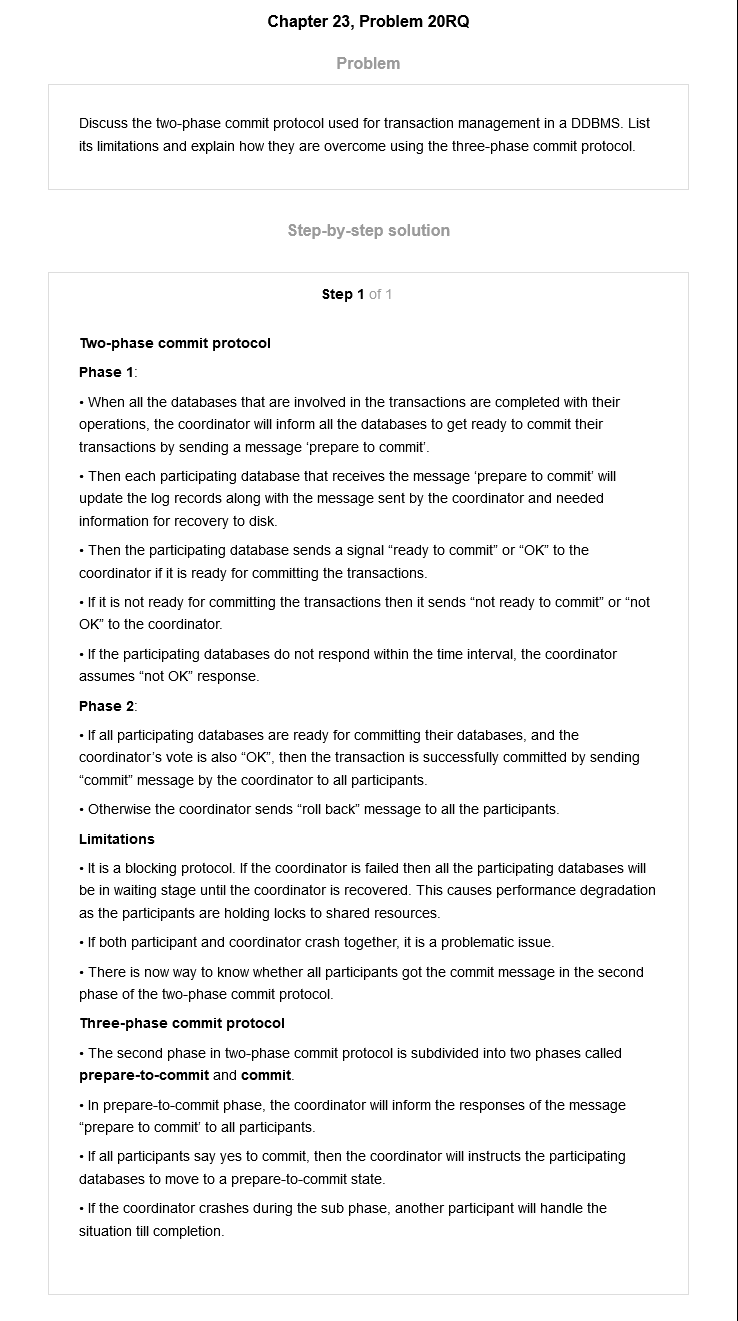 Chapter 23, Problem 20RQ
Problem
Discuss the two-phase commit protocol used for transaction management in a DDBMS. List
its limitations and explain how they are overcome using the three-phase commit protocol.
Step-by-step solution
Step 1 of 1
Two-phase commit protocol
Phase 1:
• When all the databases that are involved in the transactions are completed with their
operations, the coordinator will inform all the databases to get ready to commit their
transactions by sending a message ‘prepare to commit’.
• Then each participating database that receives the message ‘prepare to commit’ will
update the log records along with the message sent by the coordinator and needed
information for recovery to disk.
• Then the participating database sends a signal “ready to commit” or “OK” to the
coordinator if it is ready for committing the transactions.
• If it is not ready for committing the transactions then it sends “not ready to commit” or “not
OK” to the coordinator.
• If the participating databases do not respond within the time interval, the coordinator
assumes “not OK” response.
Phase 2:
• If all participating databases are ready for committing their databases, and the
coordinator’s vote is also “OK”, then the transaction is successfully committed by sending
“commit” message by the coordinator to all participants.
• Otherwise the coordinator sends “roll back” message to all the participants.
Limitations
• It is a blocking protocol. If the coordinator is failed then all the participating databases will
be in waiting stage until the coordinator is recovered. This causes performance degradation
as the participants are holding locks to shared resources.
• If both participant and coordinator crash together, it is a problematic issue.
• There is now way to know whether all participants got the commit message in the second
phase of the two-phase commit protocol.
Three-phase commit protocol
• The second phase in two-phase commit protocol is subdivided into two phases called
prepare-to-commit and commit.
• In prepare-to-commit phase, the coordinator will inform the responses of the message
“prepare to commit’ to all participants.
• If all participants say yes to commit, then the coordinator will instructs the participating
databases to move to a prepare-to-commit state.
• If the coordinator crashes during the sub phase, another participant will handle the
situation till completion.